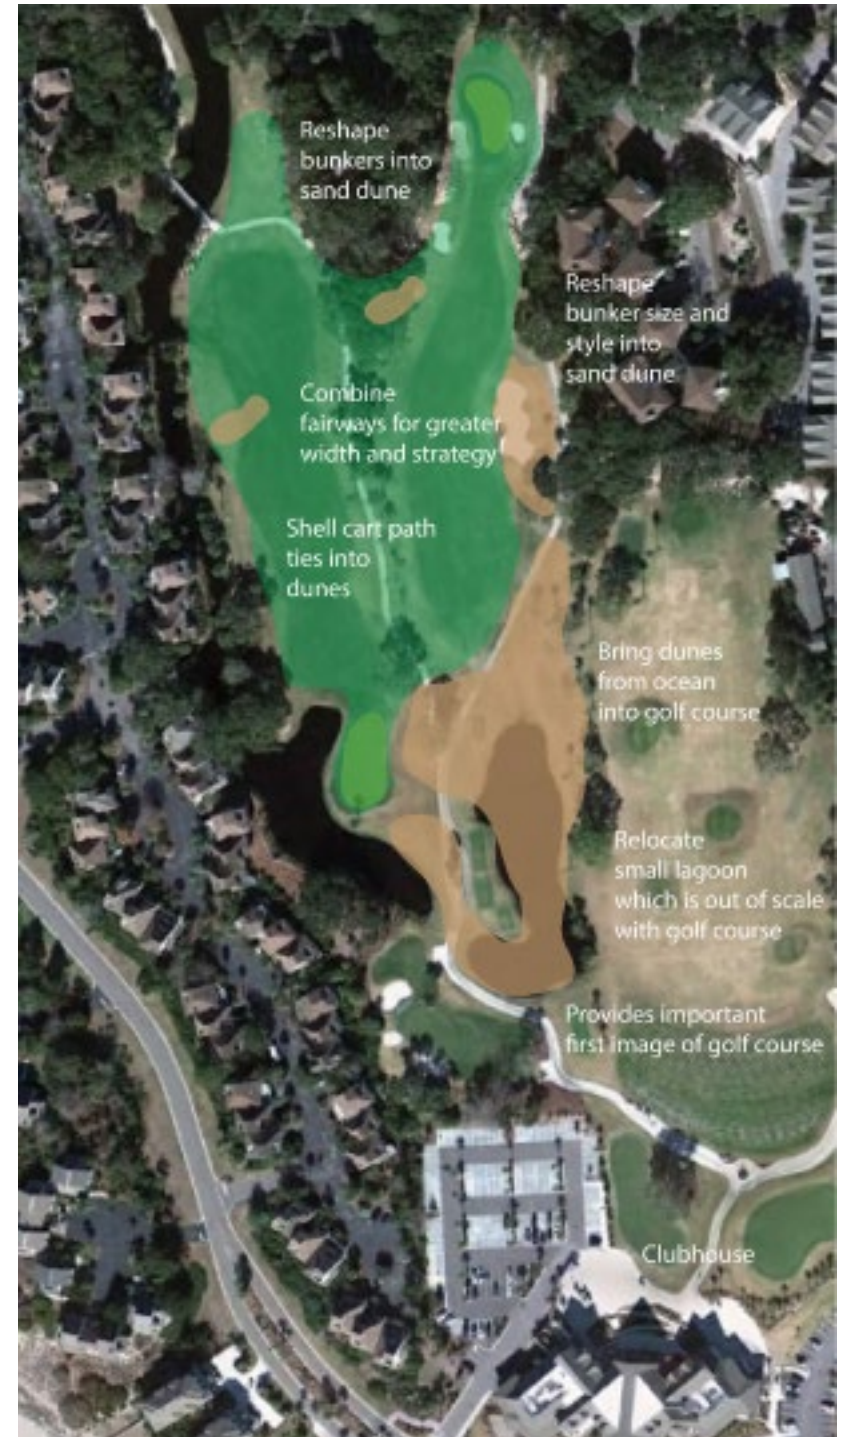 Reshape
bunkers into
sand dune
Reshape
bunker size and
style into
sand dune
Combine
fairways for greater
width and strategy
Shell cart path
ties into
dunes
Bring dunes
from ocean
into golf course
Relocate
small lagoon
which is out of scale
with golf course
Provides important
first image of golf course
Clubhouse